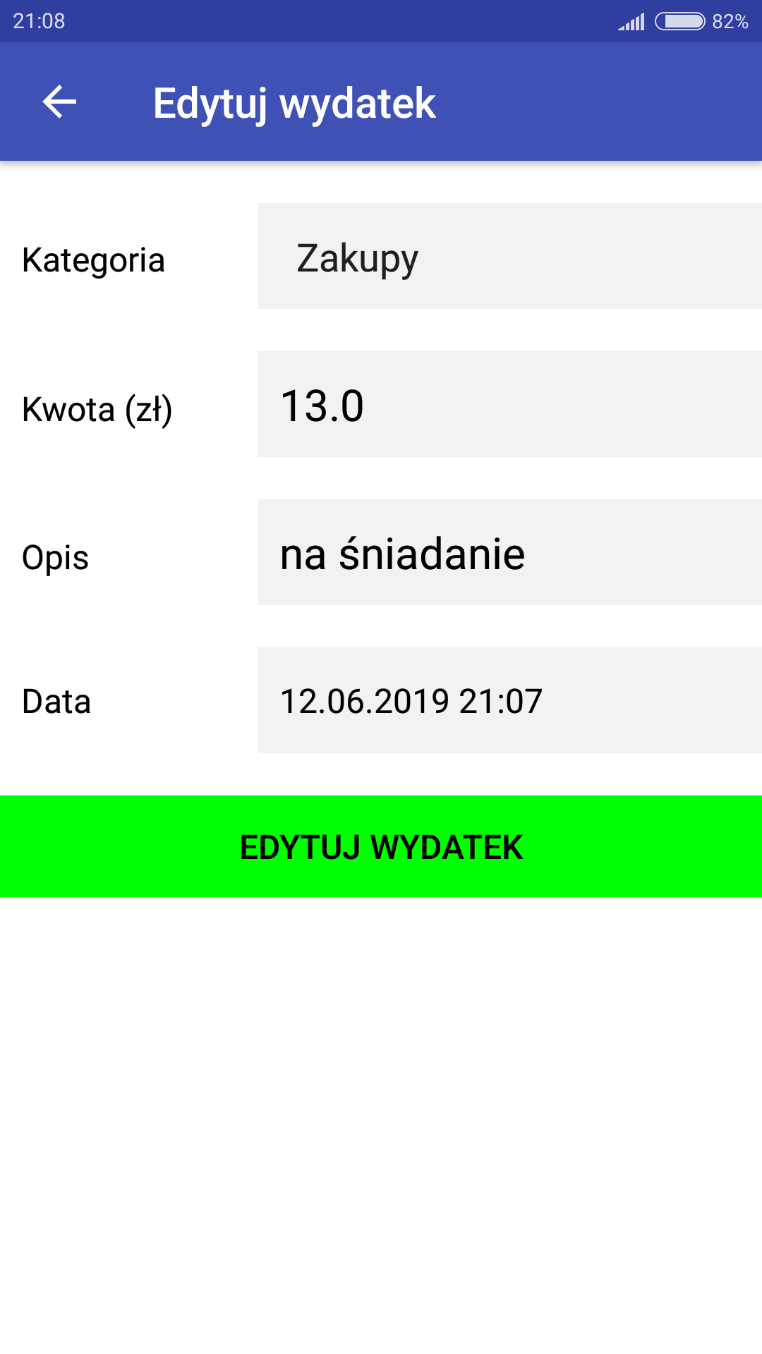 21:08 82%
Edytuj wydatek
Kategoria Zakupy
Kwota (zł) 13.0
Opis na śniadanie
Data 12.06.2019 21:07
EDYTUJ WYDATEK